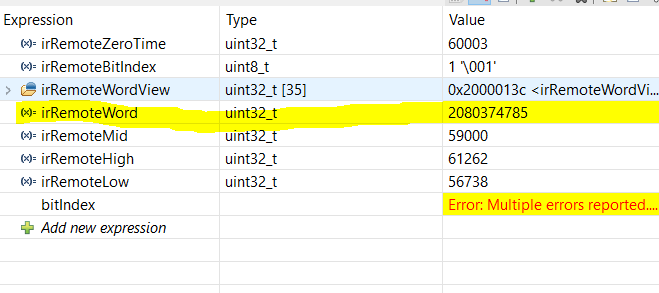 Expression Type Value
(x)= irRemoteZeroTime uint32_t 60003
(x)= irRemoteBitIndex uint8_t 1 '\001'
> irRemoteWordView uint32_t [35] 0x2000013c <irRemoteWordVi...
(x)= irRemoteWord uint32_t 2080374785
(x)= irRemoteMid uint32_t 59000
(x)= irRemoteHigh uint32_t 61262
(x)= irRemoteLow uint32_t 56738
bitIndex Error: Multiple errors reported....
Add new expression